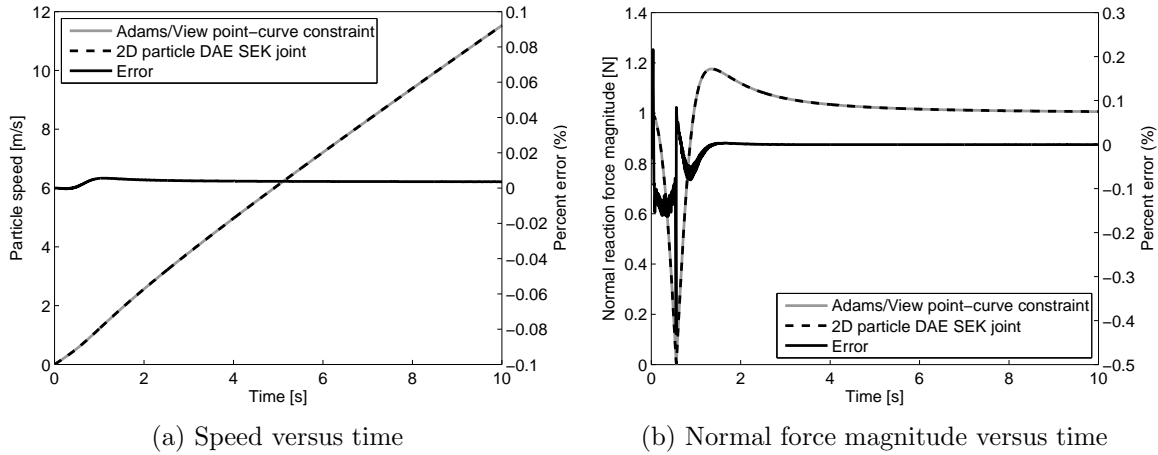 Adams/View point−curve constraint
2D particle DAE SEK joint
Error
Particle speed [m/s]
12
10
8
6
4
2
0
Percent error (%)
0.1
0.08
0.06
0.04
0.02
0
−0.02
−0.04
−0.06
−0.08
−0.1
0 2 4 6 8 10
Time [s]
(a) Speed versus time
Normal reaction force magnitude [N]
1.4
1.2
1
0.8
0.6
0.4
0.2
0
Percent error (%)
0.3
0.2
0.1
0
−0.1
−0.2
−0.3
−0.4
−0.5
Adams/View point−curve constraint
2D particle DAE SEK joint
Error
0 2 4 6 8 10
Time [s]
(b) Normal force magnitude versus time